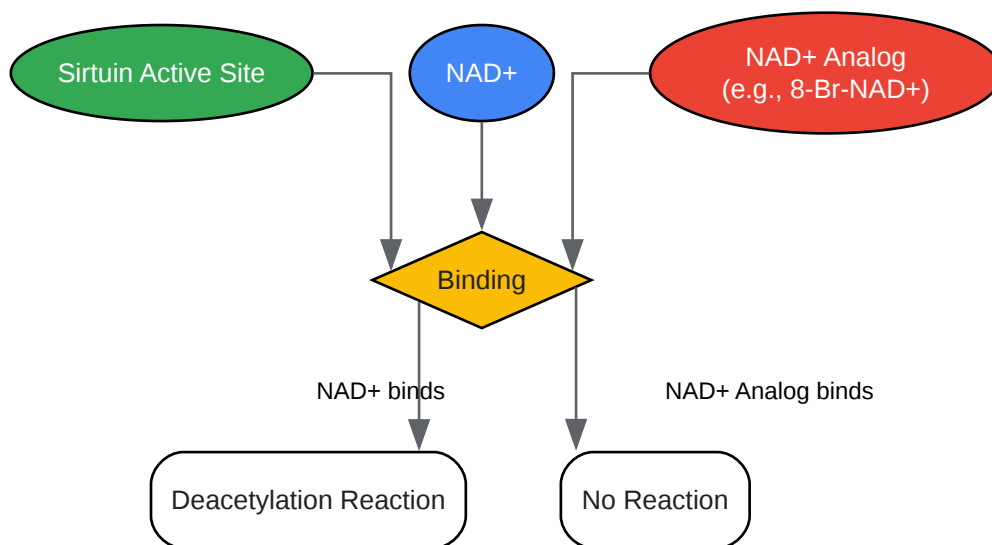 Sirtuin Active Site
NAD+
NAD+ Analog
(e.g., 8-Br-NAD+)
Binding
NAD+ binds
NAD+ Analog binds
Deacetylation Reaction
No Reaction